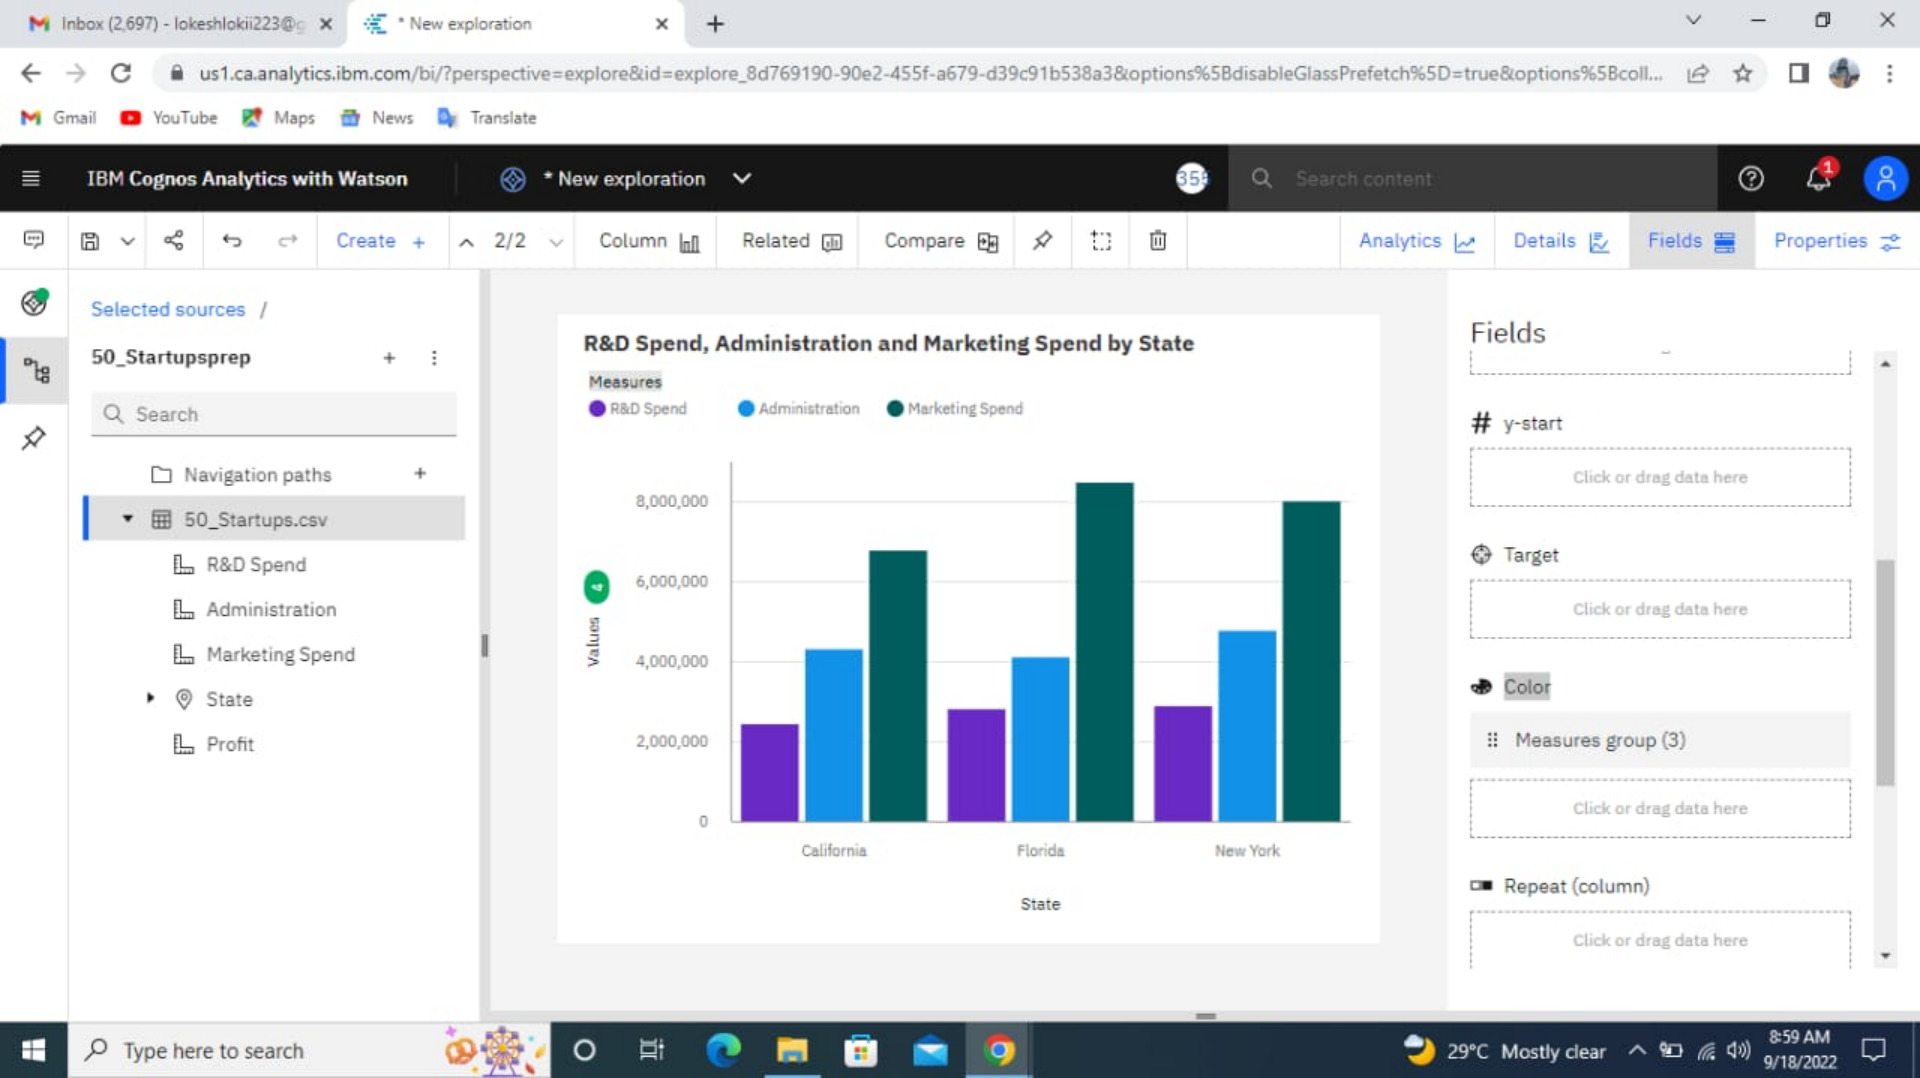 Inbox (2,697) - lokeshlokii223@g
* New exploration
us1.ca.analytics.ibm.com/bi/?perspective=explore&id=explore_8d769190-90e2-455f-a679-d39c91b538a3&options%5BdisableGlassPrefetch%5D=true&options%5Bcoll...
Gmail
YouTube
Maps
News
Translate
IBM Cognos Analytics with Watson
* New exploration
Search content
1
Create +
2/2
Column
Related
Compare
Analytics
Details
Fields
Properties
Selected sources /
50_Startupsprep
Search
Navigation paths
50_Startups.csv
R&D Spend
Administration
Marketing Spend
State
Profit
R&D Spend, Administration and Marketing Spend by State
Measures
R&D Spend
Administration
Marketing Spend
8,000,000
6,000,000
4,000,000
2,000,000
0
Values
California
Florida
New York
State
Fields
# y-start
Click or drag data here
Target
Click or drag data here
Color
Measures group (3)
Click or drag data here
Repeat (column)
Click or drag data here
Type here to search
29°C Mostly clear
8:59 AM
9/18/2022